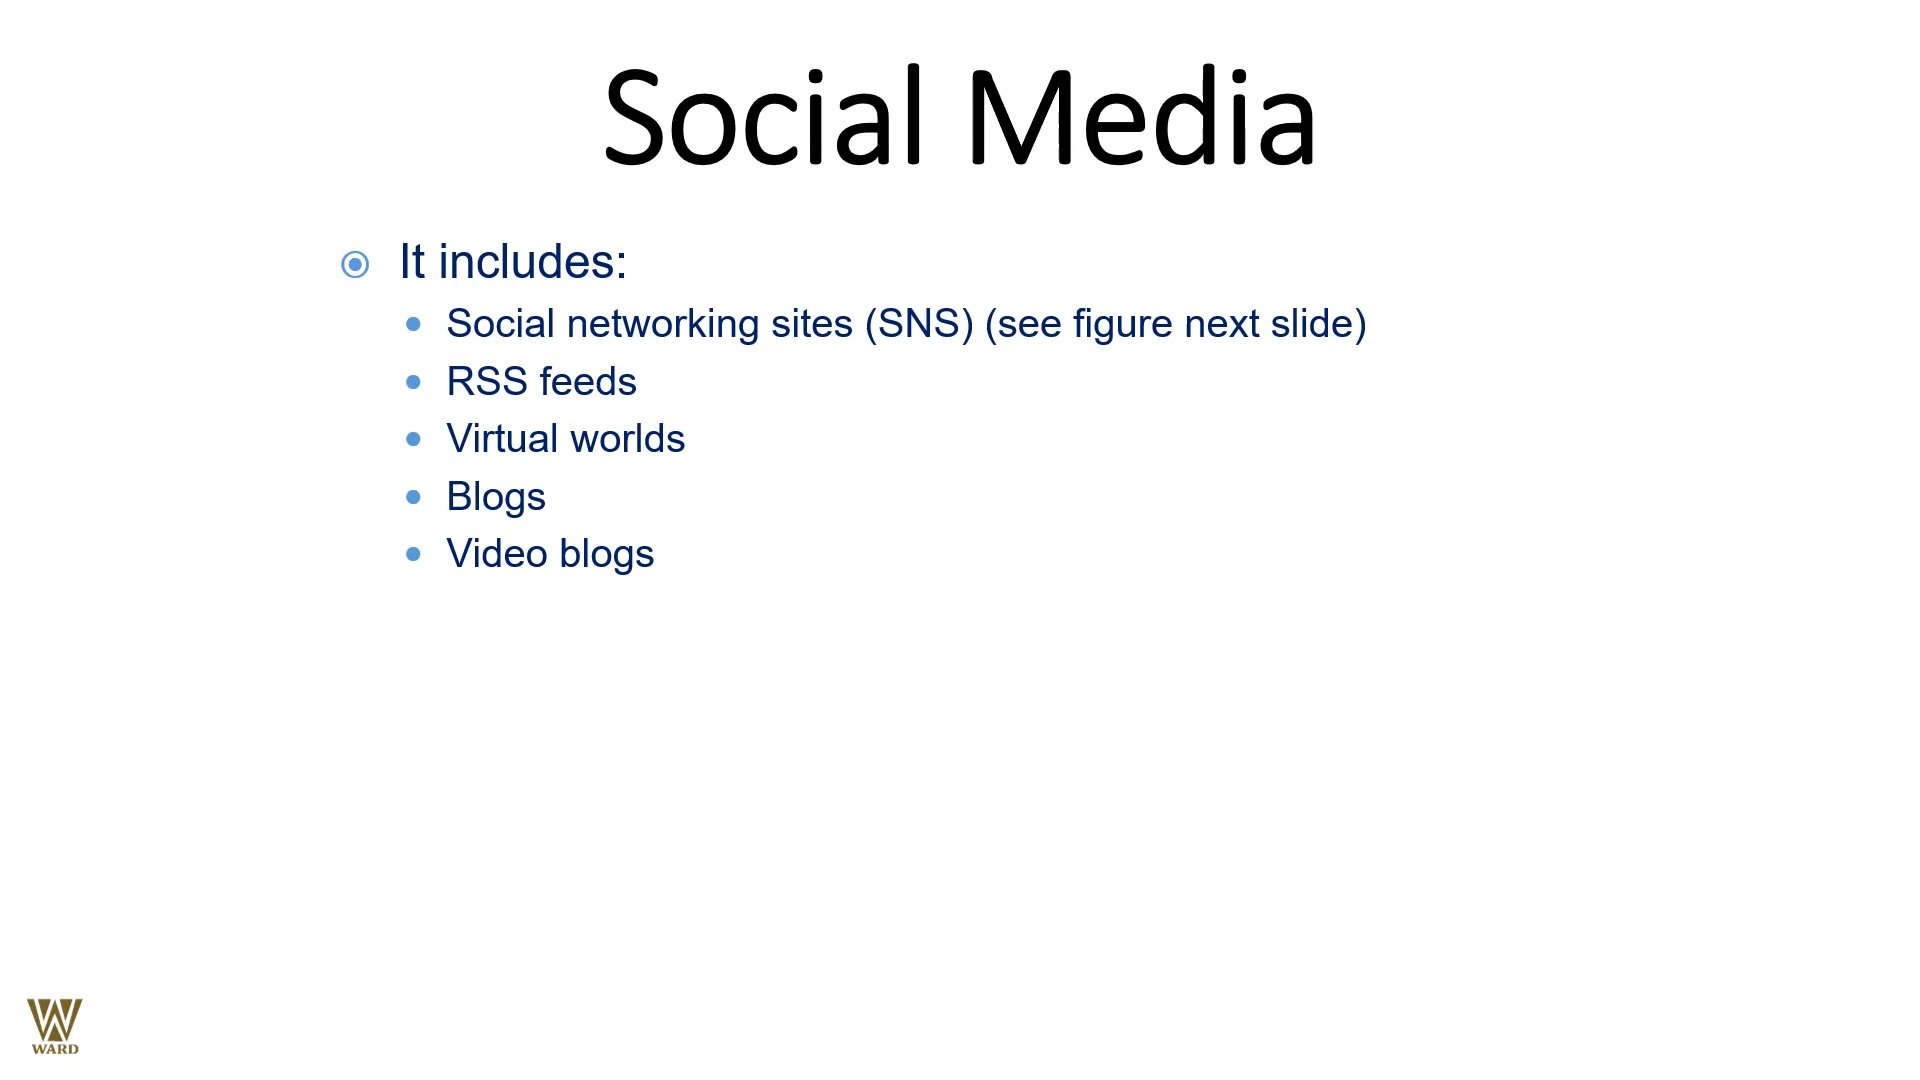 Social Media
It includes:
Social networking sites (SNS) (see figure next slide)
RSS feeds
Virtual worlds
Blogs
Video blogs
WARD